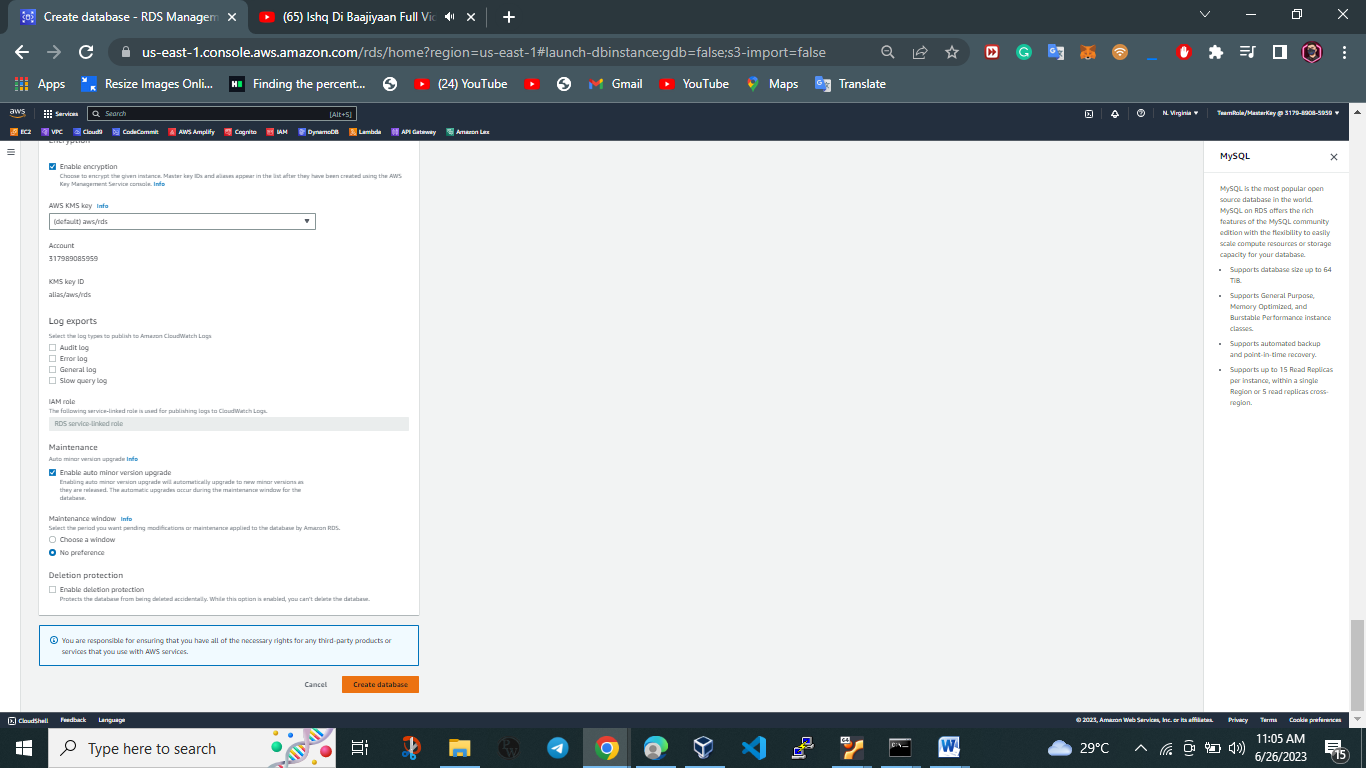 Create database - RDS Managem
(65) Ishq Di Baajiyaan Full Vid
us-east-1.console.aws.amazon.com/rds/home?region=us-east-1#launch-dbinstance:gdb=false;s3-import=false
Apps
Resize Images Onli...
Finding the percent...
(24) YouTube
Gmail
YouTube
Maps
Translate
aws
Services
Search
[Alt+S]
N. Virginia
TeamRole/MasterKey @ 3179-8908-5959
EC2
VPC
Cloud9
CodeCommit
AWS Amplify
Cognito
IAM
DynamoDB
Lambda
API Gateway
Amazon Lex
Encryption
Enable encryption
Choose to encrypt the given instance. Master key IDs and aliases appear in the list after they have been created using the AWS
Key Management Service console. Info
AWS KMS key Info
(default) aws/rds
Account
317989085959
KMS key ID
alias/aws/rds
Log exports
Select the log types to publish to Amazon CloudWatch Logs
Audit log
Error log
General log
Slow query log
IAM role
The following service-linked role is used for publishing logs to CloudWatch Logs.
RDS service-linked role
Maintenance
Auto minor version upgrade Info
Enable auto minor version upgrade
Enabling auto minor version upgrade will automatically upgrade to new minor versions as
they are released. The automatic upgrades occur during the maintenance window for the
database.
Maintenance window Info
Select the period you want pending modifications or maintenance applied to the database by Amazon RDS.
Choose a window
No preference
Deletion protection
Enable deletion protection
Protects the database from being deleted accidentally. While this option is enabled, you can't delete the database.
You are responsible for ensuring that you have all of the necessary rights for any third-party products or
services that you use with AWS services.
Cancel
Create database
MySQL
MySQL is the most popular open
source database in the world.
MySQL on RDS offers the rich
features of the MySQL community
edition with the flexibility to easily
scale compute resources or storage
capacity for your database.
• Supports database size up to 64
TiB.
• Supports General Purpose,
Memory Optimized, and
Burstable Performance instance
classes.
• Supports automated backup
and point-in-time recovery.
• Supports up to 15 Read Replicas
per instance, within a single
Region or 5 read replicas cross-
region.
CloudShell
Feedback
Language
© 2023, Amazon Web Services, Inc. or its affiliates.
Privacy
Terms
Cookie preferences
Type here to search
29°C
11:05 AM
6/26/2023
15